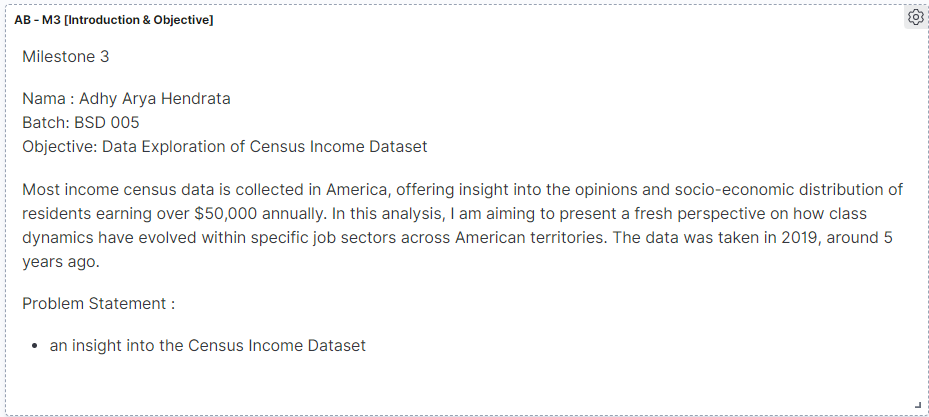 AB - M3 [Introduction & Objective]
Milestone 3
Nama : Adhy Arya Hendrata
Batch: BSD 005
Objective: Data Exploration of Census Income Dataset
Most income census data is collected in America, offering insight into the opinions and socio-economic distribution of
residents earning over $50,000 annually. In this analysis, I am aiming to present a fresh perspective on how class
dynamics have evolved within specific job sectors across American territories. The data was taken in 2019, around 5
years ago.
Problem Statement :
• an insight into the Census Income Dataset